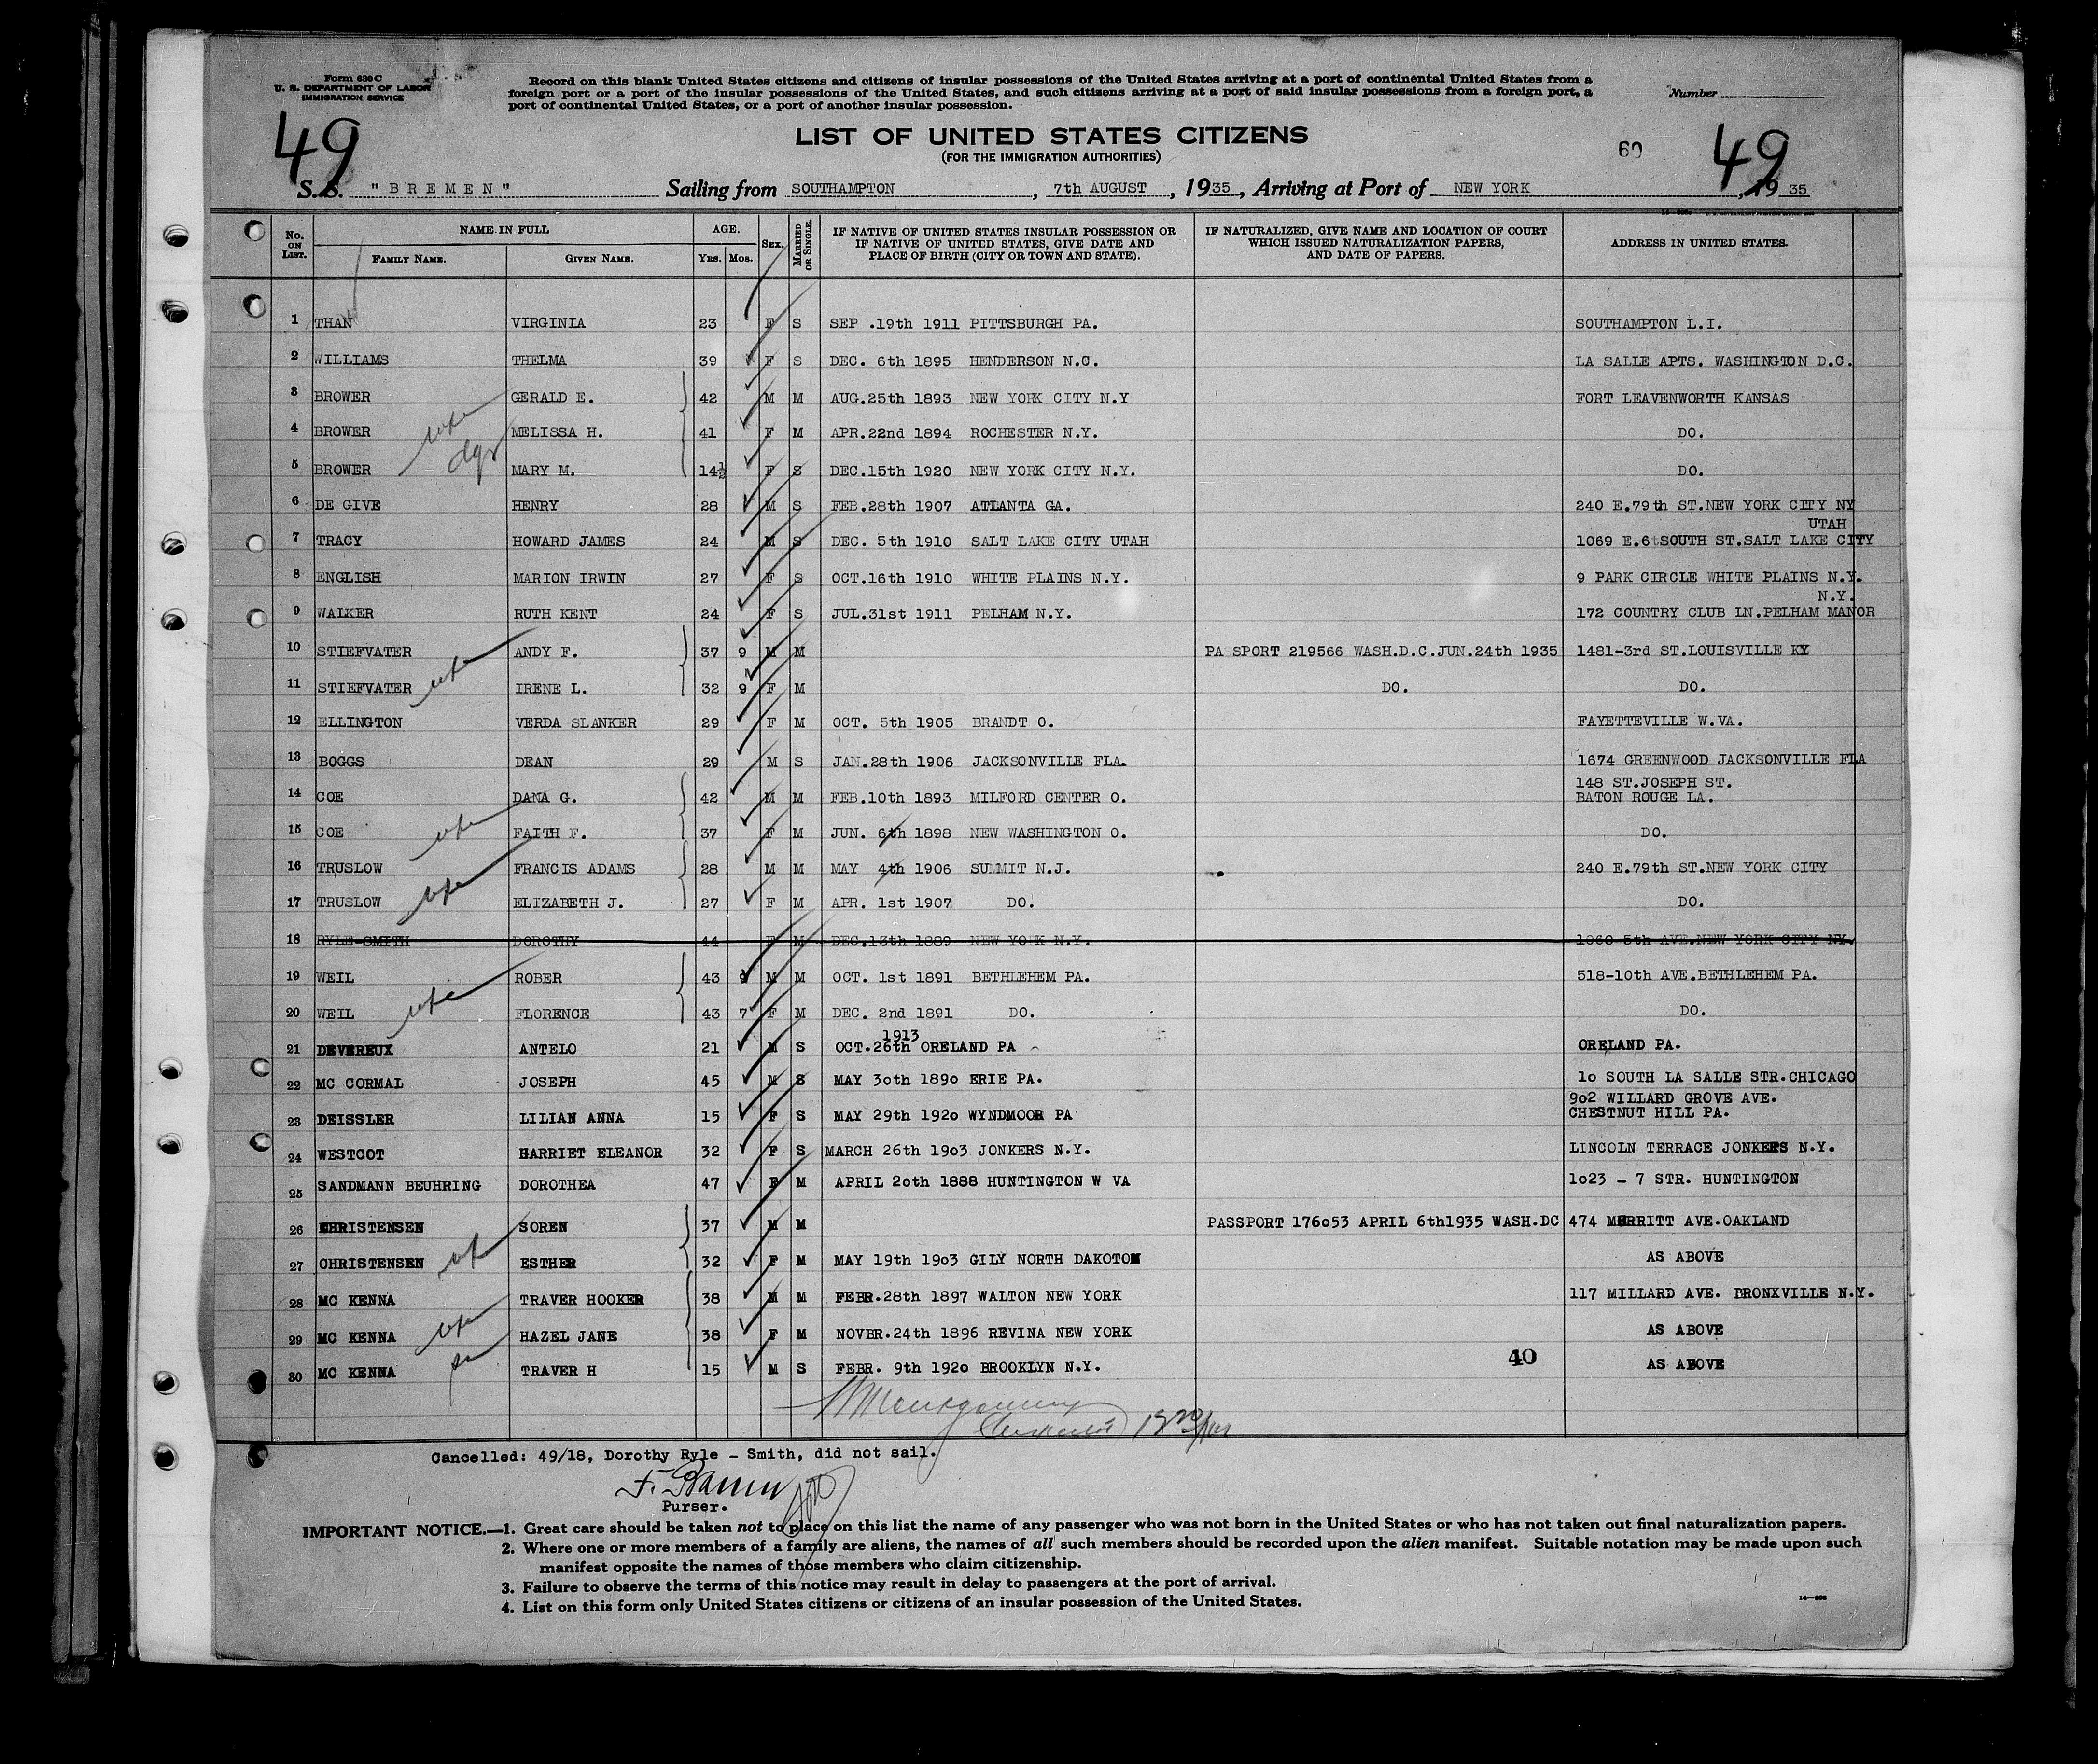 Form 630 C
U. S. DEPARTMENT OF LABOR
IMMIGRATION SERVICE
Record on this blank United States citizens and citizens of insular possessions of the United States arriving at a port of continental United States from a
foreign port or a port of the insular possessions of the United States, and such citizens arriving at a port of said insular possessions from a foreign port, a
port of continental United States, or a port of another insular possession.
Number
49
LIST OF UNITED STATES CITIZENS
(FOR THE IMMIGRATION AUTHORITIES)
60
49
S. S. "BREMEN" Sailing from SOUTHAMPTON, 7th AUGUST, 1935, Arriving at Port of NEW YORK, 1935
No. ON LIST. NAME IN FULL FAMILY NAME. GIVEN NAME. AGE. YRS. MOS. SEX. MARRIED OR SINGLE. IF NATIVE OF UNITED STATES INSULAR POSSESSION OR IF NATIVE OF UNITED STATES, GIVE DATE AND PLACE OF BIRTH (CITY OR TOWN AND STATE). IF NATURALIZED, GIVE NAME AND LOCATION OF COURT WHICH ISSUED NATURALIZATION PAPERS, AND DATE OF PAPERS. ADDRESS IN UNITED STATES.
1 THAN VIRGINIA 23 F S SEP .19th 1911 PITTSBURGH PA. SOUTHAMPTON L.I.
2 WILLIAMS THELMA 39 F S DEC. 6th 1895 HENDERSON N.C. LA SALLE APTS. WASHINGTON D.C.
3 BROWER GERALD E. 42 M M AUG.25th 1893 NEW YORK CITY N.Y FORT LEAVENWORTH KANSAS
4 BROWER wife MELISSA H. 41 F M APR.22nd 1894 ROCHESTER N.Y. DO.
5 BROWER dgr MARY M. 14½ F S DEC.15th 1920 NEW YORK CITY N.Y. DO.
6 DE GIVE HENRY 28 M S FEB.28th 1907 ATLANTA GA. 240 E.79th ST.NEW YORK CITY NY
UTAH
7 TRACY HOWARD JAMES 24 M S DEC. 5th 1910 SALT LAKE CITY UTAH 1069 E.6tSOUTH ST.SALT LAKE CITY
8 ENGLISH MARION IRWIN 27 F S OCT.16th 1910 WHITE PLAINS N.Y. 9 PARK CIRCLE WHITE PLAINS N.Y.
N.Y.
9 WALKER RUTH KENT 24 F S JUL.31st 1911 PELHAM N.Y. 172 COUNTRY CLUB LN.PELHAM MANOR
10 STIEFVATER ANDY F. 37 9 M M PA SPORT 219566 WASH.D.C.JUN.24th 1935 1481-3rd ST.LOUISVILLE KY
11 STIEFVATER wife IRENE L. 32 9 F M DO. DO.
12 ELLINGTON VERDA SLANKER 29 F M OCT. 5th 1905 BRANDT O. FAYETTEVILLE W.VA.
13 BOGGS DEAN 29 M S JAN.28th 1906 JACKSONVILLE FLA. 1674 GREENWOOD JACKSONVILLE FLA
148 ST.JOSEPH ST.
14 COE DANA G. 42 M M FEB.10th 1893 MILFORD CENTER O. BATON ROUGE LA.
15 COE wife FAITH F. 37 F M JUN. 6th 1898 NEW WASHINGTON O. DO.
16 TRUSLOW FRANCIS ADAMS 28 M M MAY 4th 1906 SUMMIT N.J. 240 E.79th ST.NEW YORK CITY
17 TRUSLOW wife ELIZABETH J. 27 F M APR. 1st 1907 DO. DO.
18 RYLE-SMITH DOROTHY 44 F M DEC.13th 1889 NEW YORK N.Y. 1060 5th AVE.NEW YORK CITY NY.
19 WEIL ROBER 43 9 M M OCT. 1st 1891 BETHLEHEM PA. 518-10th AVE.BETHLEHEM PA.
20 WEIL wife FLORENCE 43 7 F M DEC. 2nd 1891 DO. DO.
1913
21 DEVEREUX ANTELO 21 M S OCT.26th ORELAND PA ORELAND PA.
22 MC CORMAL JOSEPH 45 M S MAY 3oth 189o ERIE PA. 1o SOUTH LA SALLE STR.CHICAGO
9o2 WILLARD GROVE AVE.
23 DEISSLER LILIAN ANNA 15 F S MAY 29th 192o WYNDMOOR PA CHESTNUT HILL PA.
24 WESTCOT HARRIET ELEANOR 32 F S MARCH 26th 19o3 JONKERS N.Y. LINCOLN TERRACE JONKERS N.Y.
25 SANDMANN BEUHRING DOROTHEA 47 F M APRIL 2oth 1888 HUNTINGTON W VA 1o23 - 7 STR. HUNTINGTON
26 CHRISTENSEN SOREN 37 M M PASSPORT 176o53 APRIL 6th1935 WASH.DC 474 MERRITT AVE.OAKLAND
27 CHRISTENSEN wf ESTHER 32 F M MAY 19th 19o3 GILY NORTH DAKOTOM AS ABOVE
28 MC KENNA TRAVER HOOKER 38 M M FEBR.28th 1897 WALTON NEW YORK 117 MILLARD AVE. DRONXVILLE N.Y.
29 MC KENNA wife HAZEL JANE 38 F M NOVBR.24th 1896 REVINA NEW YORK AS ABOVE
30 MC KENNA sn TRAVER H 15 M S FEBR. 9th 192o BROOKLYN N.Y. 40 AS ABOVE
Montgomery
Cancelled: 49/18, Dorothy Ryle - Smith, did not sail.
Purser.
IMPORTANT NOTICE.—1. Great care should be taken not to place on this list the name of any passenger who was not born in the United States or who has not taken out final naturalization papers.
2. Where one or more members of a family are aliens, the names of all such members should be recorded upon the alien manifest. Suitable notation may be made upon such
manifest opposite the names of those members who claim citizenship.
3. Failure to observe the terms of this notice may result in delay to passengers at the port of arrival.
4. List on this form only United States citizens or citizens of an insular possession of the United States.